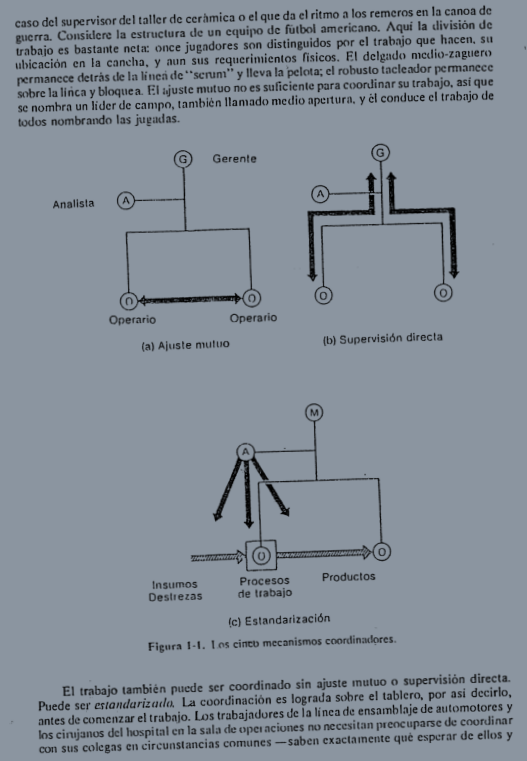 caso del supervisor del taller de cerámica o el que da el ritmo a los remeros en la canoa de
guerra. Considere la estructura de un equipo de fútbol americano. Aquí la división de
trabajo es bastante neta: once jugadores son distinguidos por el trabajo que hacen, su
ubicación en la cancha, y aun sus requerimientos físicos. El delgado medio-zaguero
permanece detrás de la línea de "scrum" y lleva la pelota; el robusto tacleador permanece
sobre la línea y bloquea. El ajuste mutuo no es suficiente para coordinar su trabajo, así que
se nombra un líder de campo, también llamado medio apertura, y él conduce el trabajo de
todos nombrando las jugadas.
G Gerente
Analista A
O O
Operario Operario
(a) Ajuste mutuo
G
A
O O
(b) Supervisión directa
M
A
O O
Insumos Procesos Productos
Destrezas de trabajo
(c) Estandarización
Figura 1-1. Los cinco mecanismos coordinadores.
El trabajo también puede ser coordinado sin ajuste mutuo o supervisión directa.
Puede ser estandarizado. La coordinación es lograda sobre el tablero, por así decirlo,
antes de comenzar el trabajo. Los trabajadores de la línea de ensamblaje de automotores y
los cirujanos del hospital en la sala de operaciones no necesitan preocuparse de coordinar
con sus colegas en circunstancias comunes —saben exactamente qué esperar de ellos y